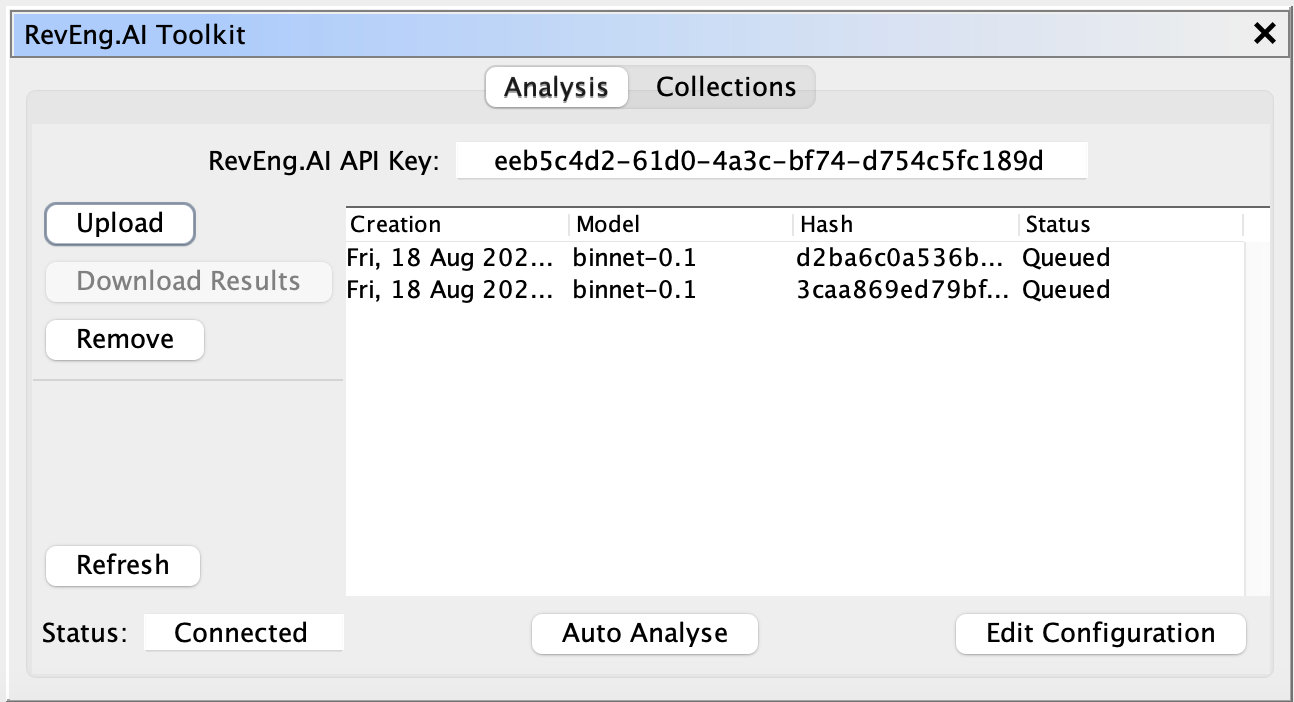 RevEng.AI Toolkit
Analysis Collections
RevEng.AI API Key: eeb5c4d2-61d0-4a3c-bf74-d754c5fc189d
Upload
Download Results
Remove
Creation Model Hash Status
Fri, 18 Aug 202... binnet-0.1 d2ba6c0a536b... Queued
Fri, 18 Aug 202... binnet-0.1 3caa869ed79bf... Queued
Refresh
Status: Connected Auto Analyse Edit Configuration